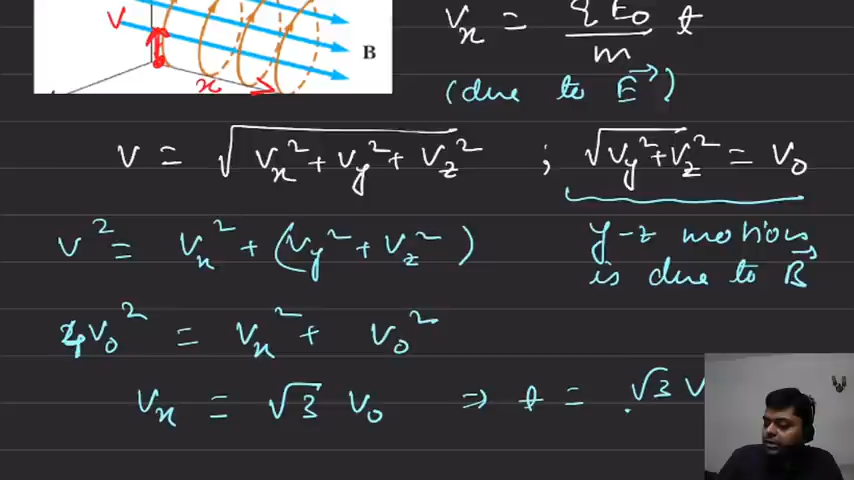 V
B
x
Vx = qE₀/m t
(due to E⃗)
V = √(Vx² + Vy² + Vz²) ; √(Vy² + Vz²) = V₀
V² = Vx² + (Vy² + Vz²)
y-z motions
is due to B⃗
4V₀² = Vx² + V₀²
Vx = √3 V₀ ⇒ t = √3 V